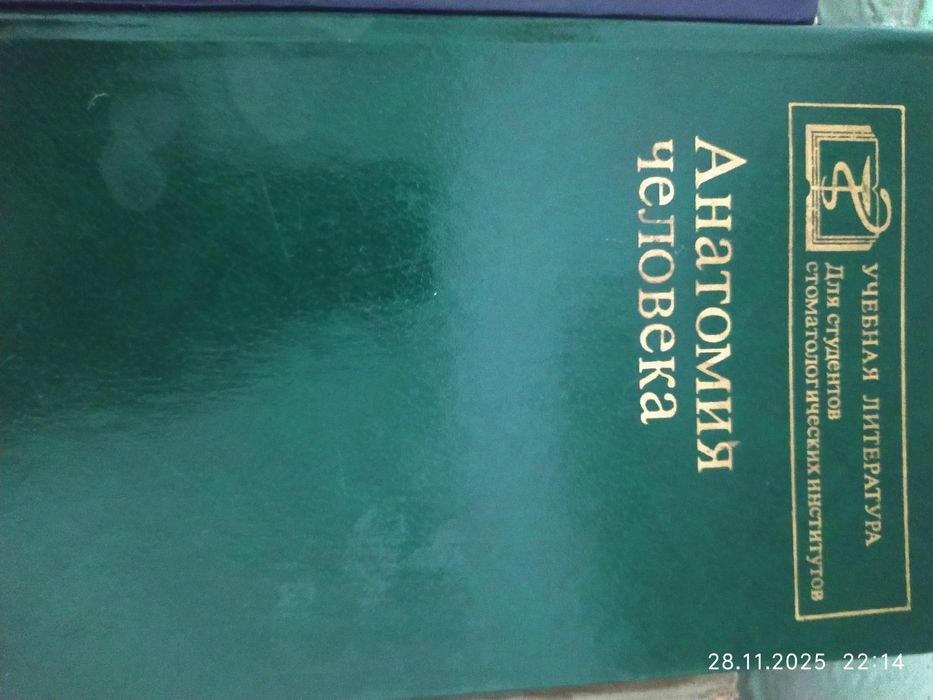 УЧЕБНАЯ ЛИТЕРАТУРА
Для студентов
стоматологических институтов
Анатомия
человека
28.11.2025 22:14